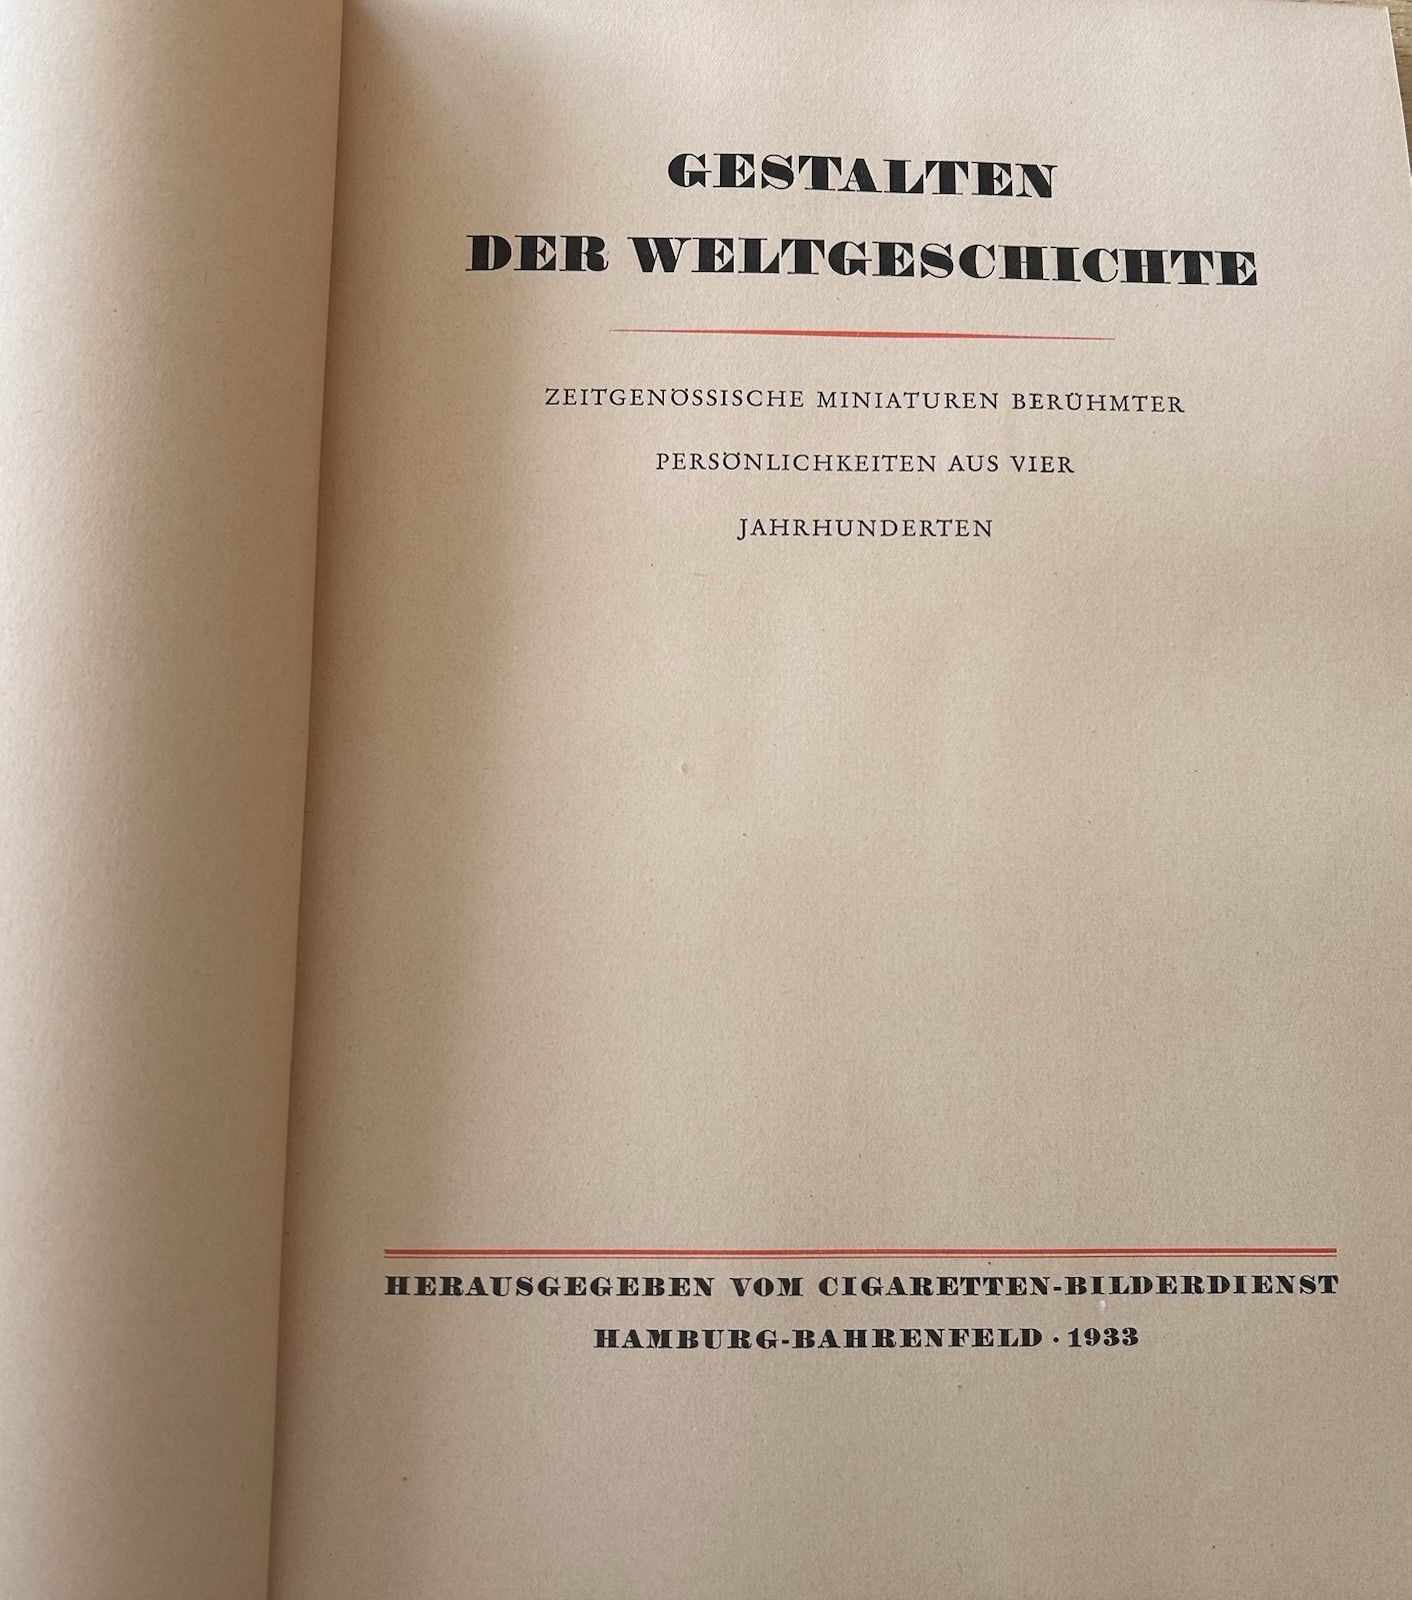 GESTALTEN
DER WELTGESCHICHTE
ZEITGENÖSSISCHE MINIATUREN BERÜHMTER
PERSÖNLICHKEITEN AUS VIER
JAHRHUNDERTEN
HERAUSGEGEBEN VOM CIGARETTEN-BILDERDIENST
HAMBURG-BAHRENFELD · 1933